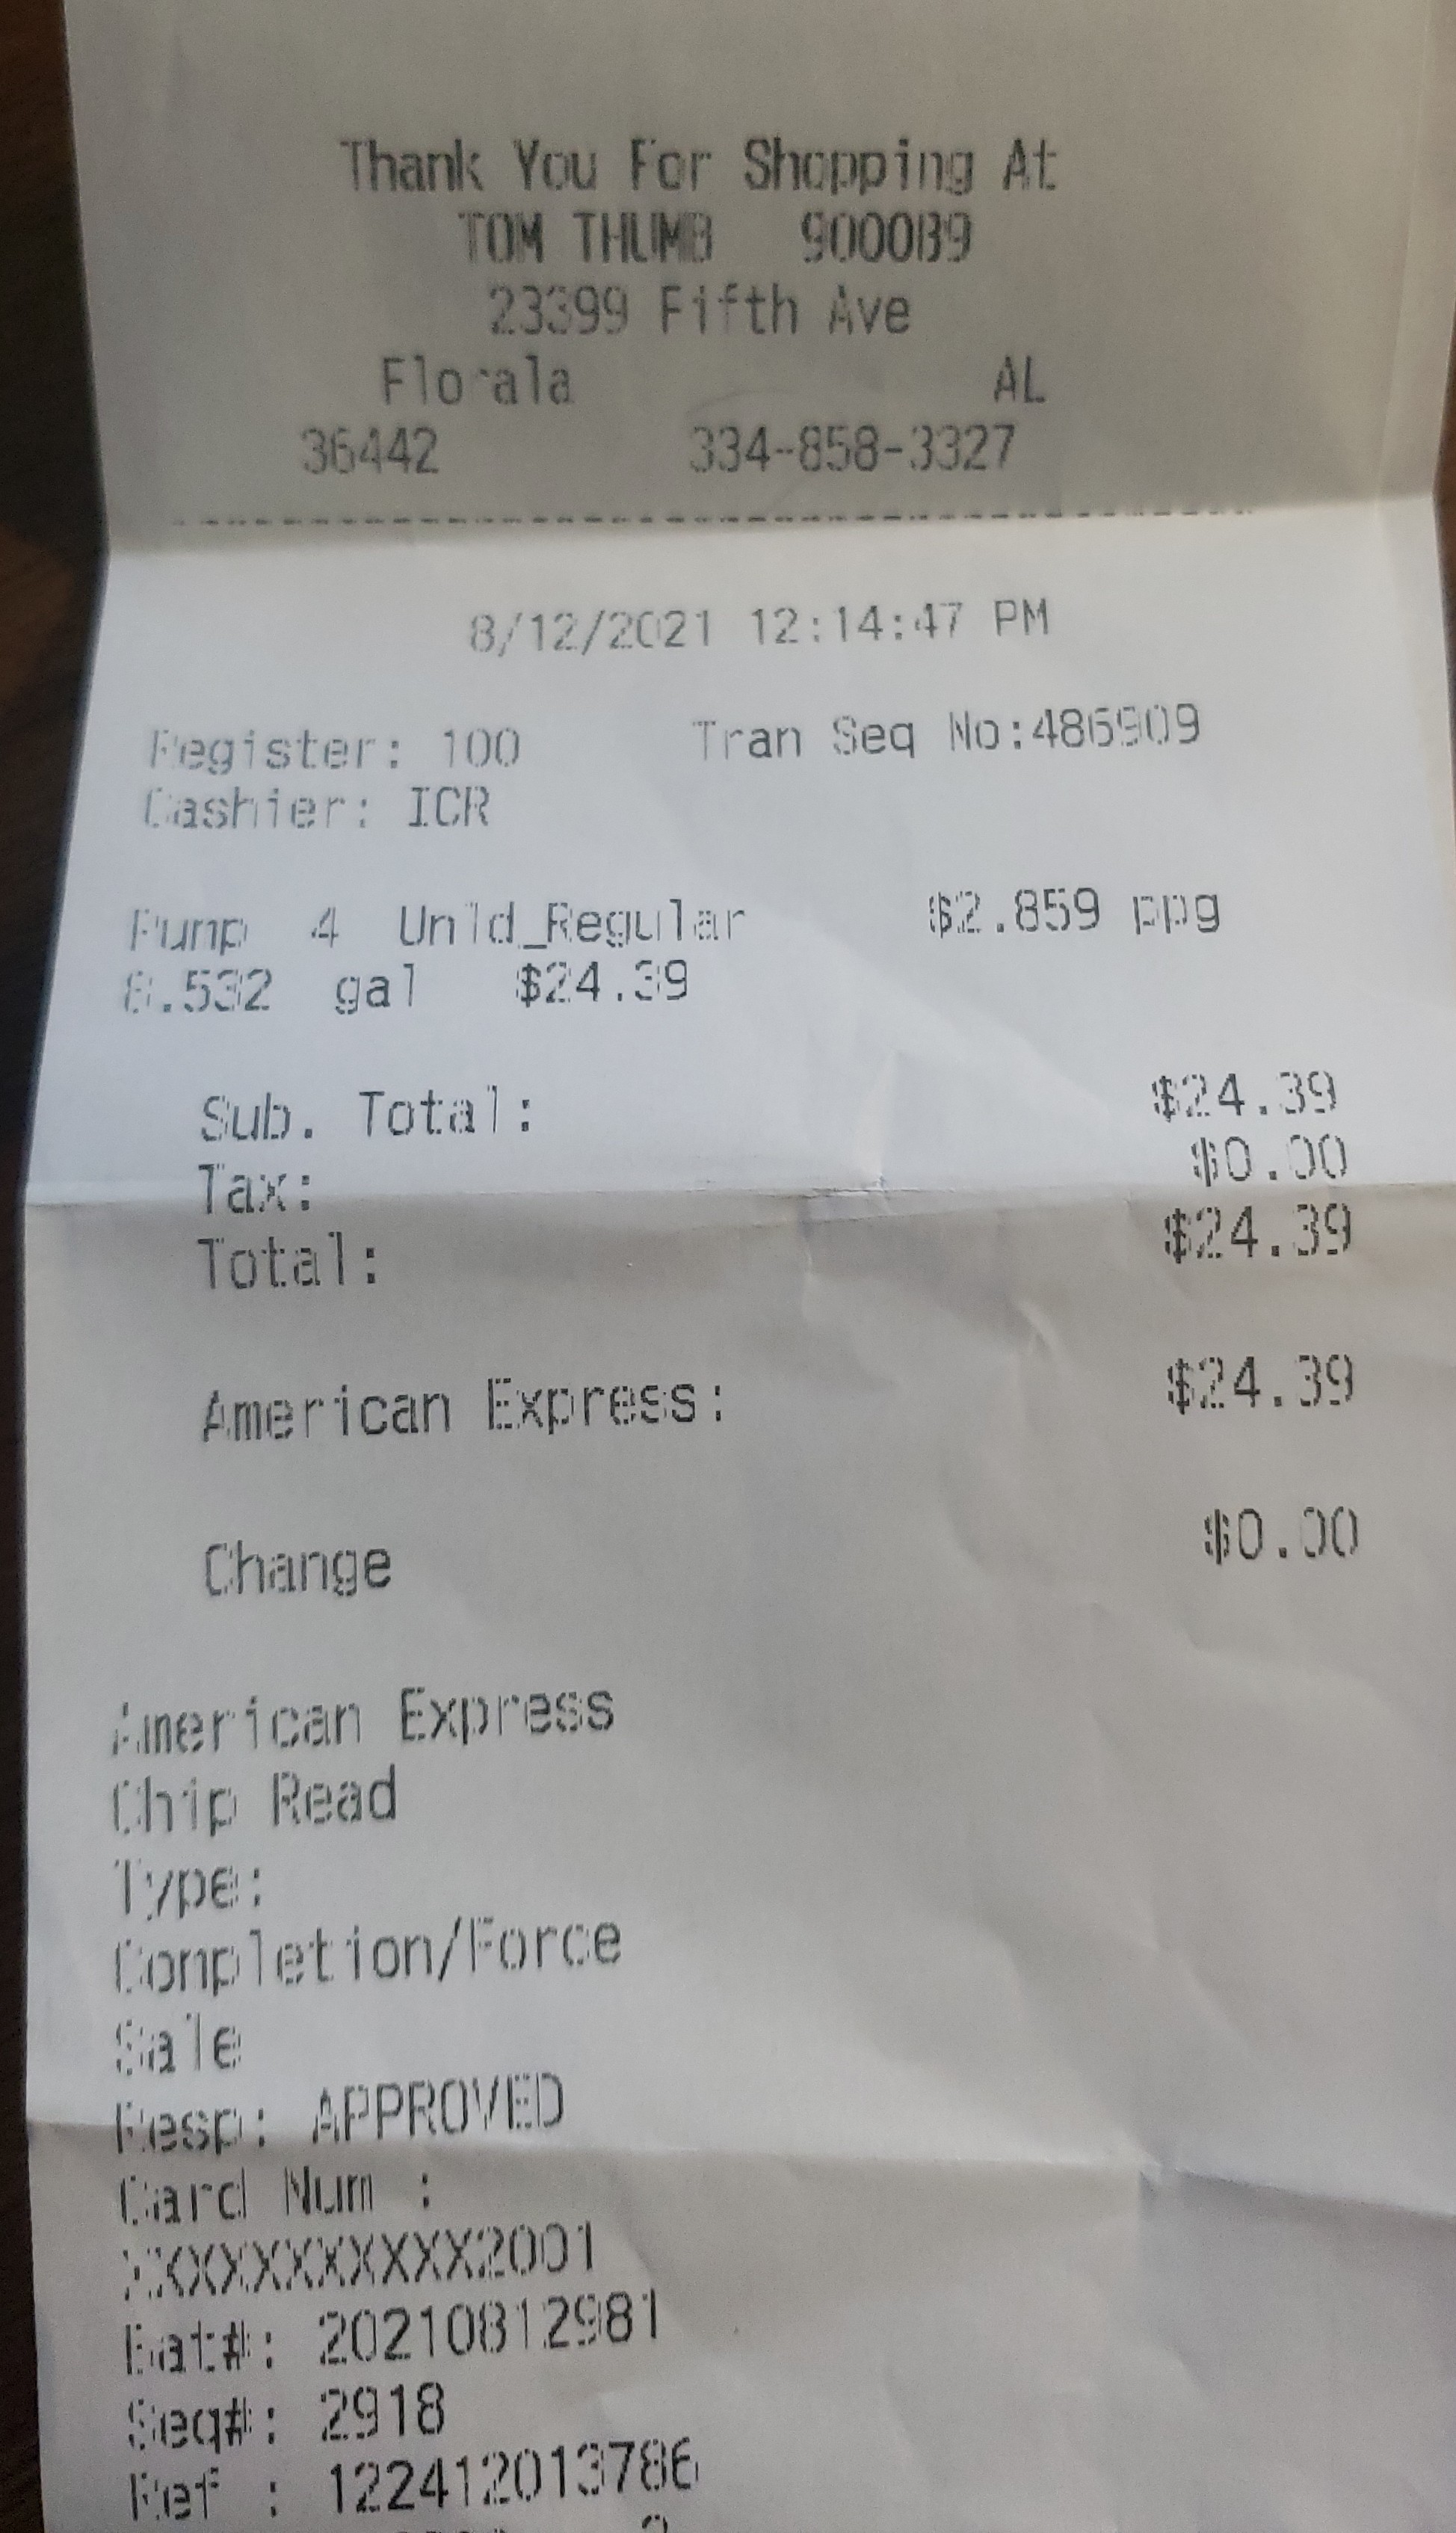 Thank You For Shopping At
TOM THUMB 9000B9
23399 Fifth Ave
Florala AL
36442 334-858-3327
8/12/2021 12:14:47 PM
Register: 100 Tran Seq No:486909
Cashier: ICR
Pump 4 Unld_Regular $2.859 ppg
8.532 gal $24.39
Sub. Total: $24.39
Tax: $0.00
Total: $24.39
American Express: $24.39
Change $0.00
American Express
Chip Read
Type:
Completion/Force
Sale
Resp: APPROVED
Card Num :
XXXXXXXXXXX2001
Bat#: 20210812981
Seq#: 2918
Ref : 122412013786